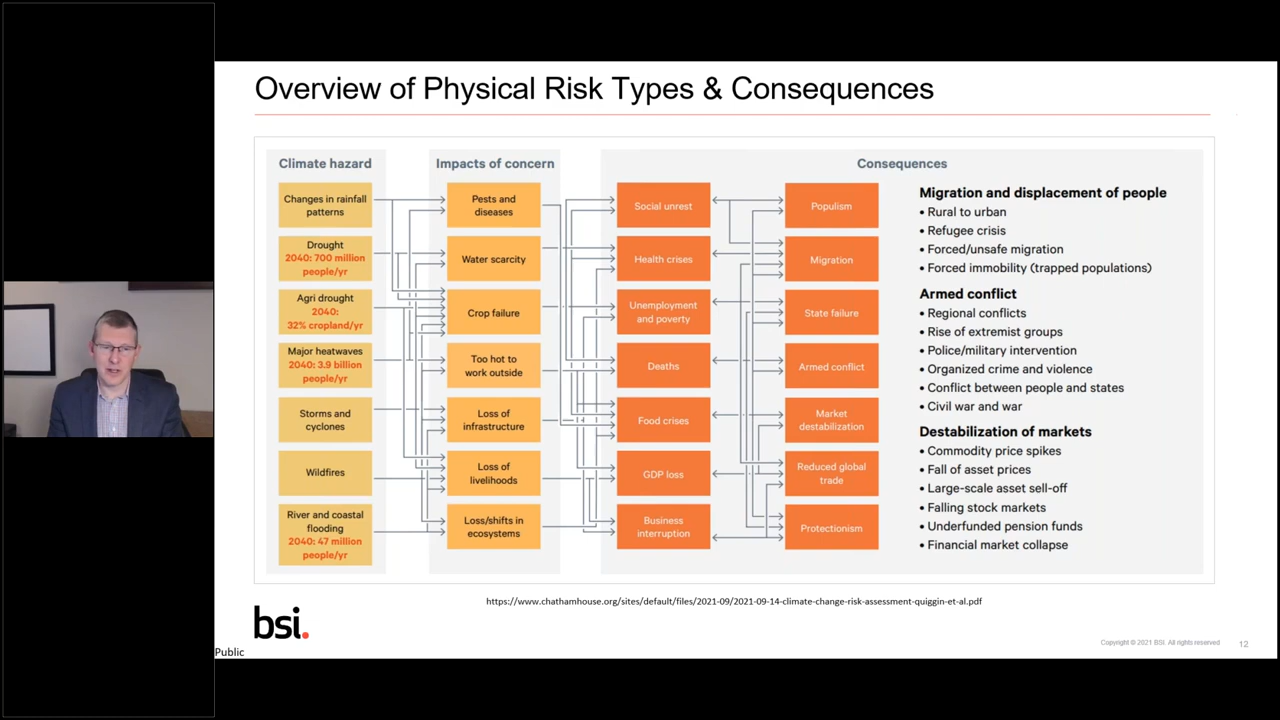 Overview of Physical Risk Types & Consequences
Climate hazard
Changes in rainfall
patterns
Drought
2040: 700 million
people/yr
Agri drought
2040:
32% cropland/yr
Major heatwaves
2040: 3.9 billion
people/yr
Storms and
cyclones
Wildfires
River and coastal
flooding
2040: 47 million
people/yr
Impacts of concern
Pests and
diseases
Water scarcity
Crop failure
Too hot to
work outside
Loss of
infrastructure
Loss of
livelihoods
Loss/shifts in
ecosystems
Consequences
Social unrest
Health crises
Unemployment
and poverty
Deaths
Food crises
GDP loss
Business
interruption
Populism
Migration
State failure
Armed conflict
Market
destabilization
Reduced global
trade
Protectionism
Migration and displacement of people
• Rural to urban
• Refugee crisis
• Forced/unsafe migration
• Forced immobility (trapped populations)
Armed conflict
• Regional conflicts
• Rise of extremist groups
• Police/military intervention
• Organized crime and violence
• Conflict between people and states
• Civil war and war
Destabilization of markets
• Commodity price spikes
• Fall of asset prices
• Large-scale asset sell-off
• Falling stock markets
• Underfunded pension funds
• Financial market collapse
https://www.chathamhouse.org/sites/default/files/2021-09/2021-09-14-climate-change-risk-assessment-quiggin-et-al.pdf
bsi.
Public
Copyright © 2021 BSI. All rights reserved
12